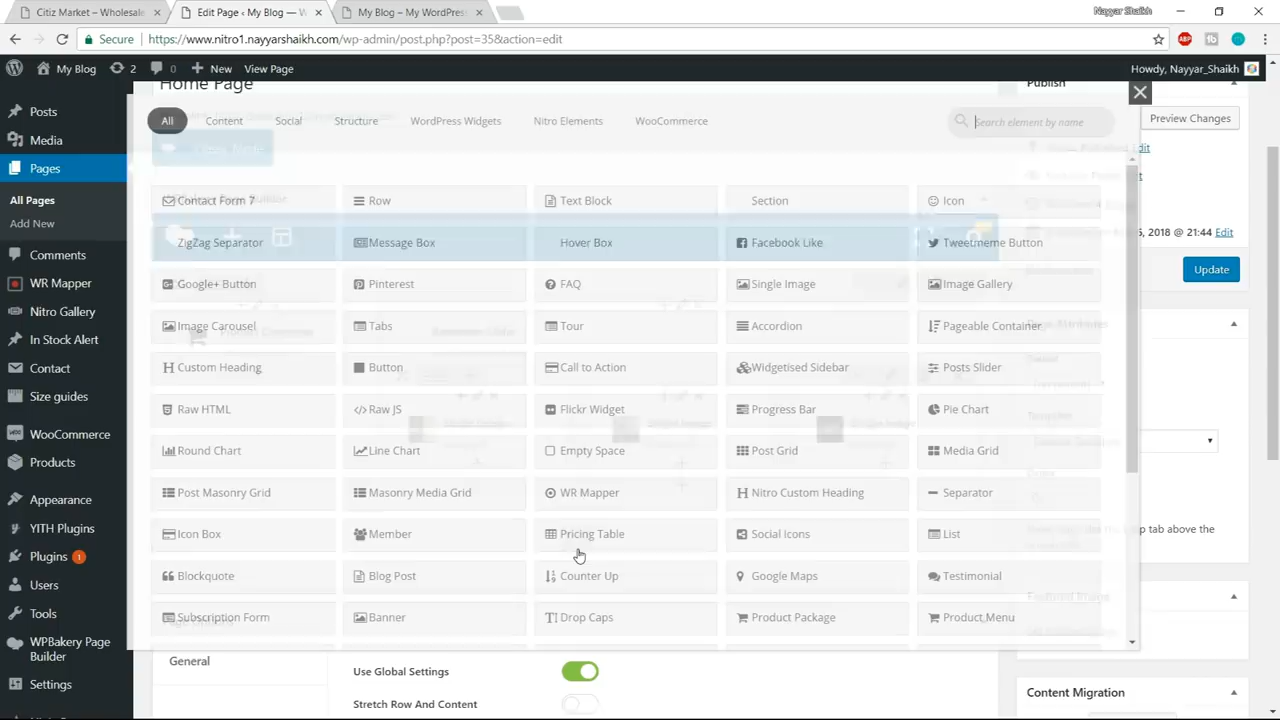 Citiz Market – Wholesale
Edit Page ‹ My Blog —
My Blog – My WordPress
Nayyar Shaikh
Secure
https://www.nitro1.nayyarshaikh.com/wp-admin/post.php?post=35&action=edit
My Blog
2
0
New
View Page
Howdy, Nayyar_Shaikh
Home Page
Publish
Posts
All
Content
Social
Structure
WordPress Widgets
Nitro Elements
WooCommerce
Search element by name
Preview Changes
Media
Edit
Pages
All Pages
Contact Form 7
Row
Text Block
Section
Icon
Add New
2018 @ 21:44 Edit
ZigZag Separator
Message Box
Hover Box
Facebook Like
Tweetmeme Button
Comments
Update
WR Mapper
Google+ Button
Pinterest
FAQ
Single Image
Image Gallery
Nitro Gallery
Image Carousel
Tabs
Tour
Accordion
Pageable Container
In Stock Alert
Contact
Custom Heading
Button
Call to Action
Widgetised Sidebar
Posts Slider
Size guides
Raw HTML
Raw JS
Flickr Widget
Progress Bar
Pie Chart
WooCommerce
Round Chart
Line Chart
Empty Space
Post Grid
Media Grid
Products
Post Masonry Grid
Masonry Media Grid
WR Mapper
Nitro Custom Heading
Separator
Appearance
YITH Plugins
Icon Box
Member
Pricing Table
Social Icons
List
tab above the
Plugins 1
Blockquote
Blog Post
Counter Up
Google Maps
Testimonial
Users
Tools
Subscription Form
Banner
Drop Caps
Product Package
Product Menu
WPBakery Page
Builder
General
Use Global Settings
Settings
Content Migration
Stretch Row And Content